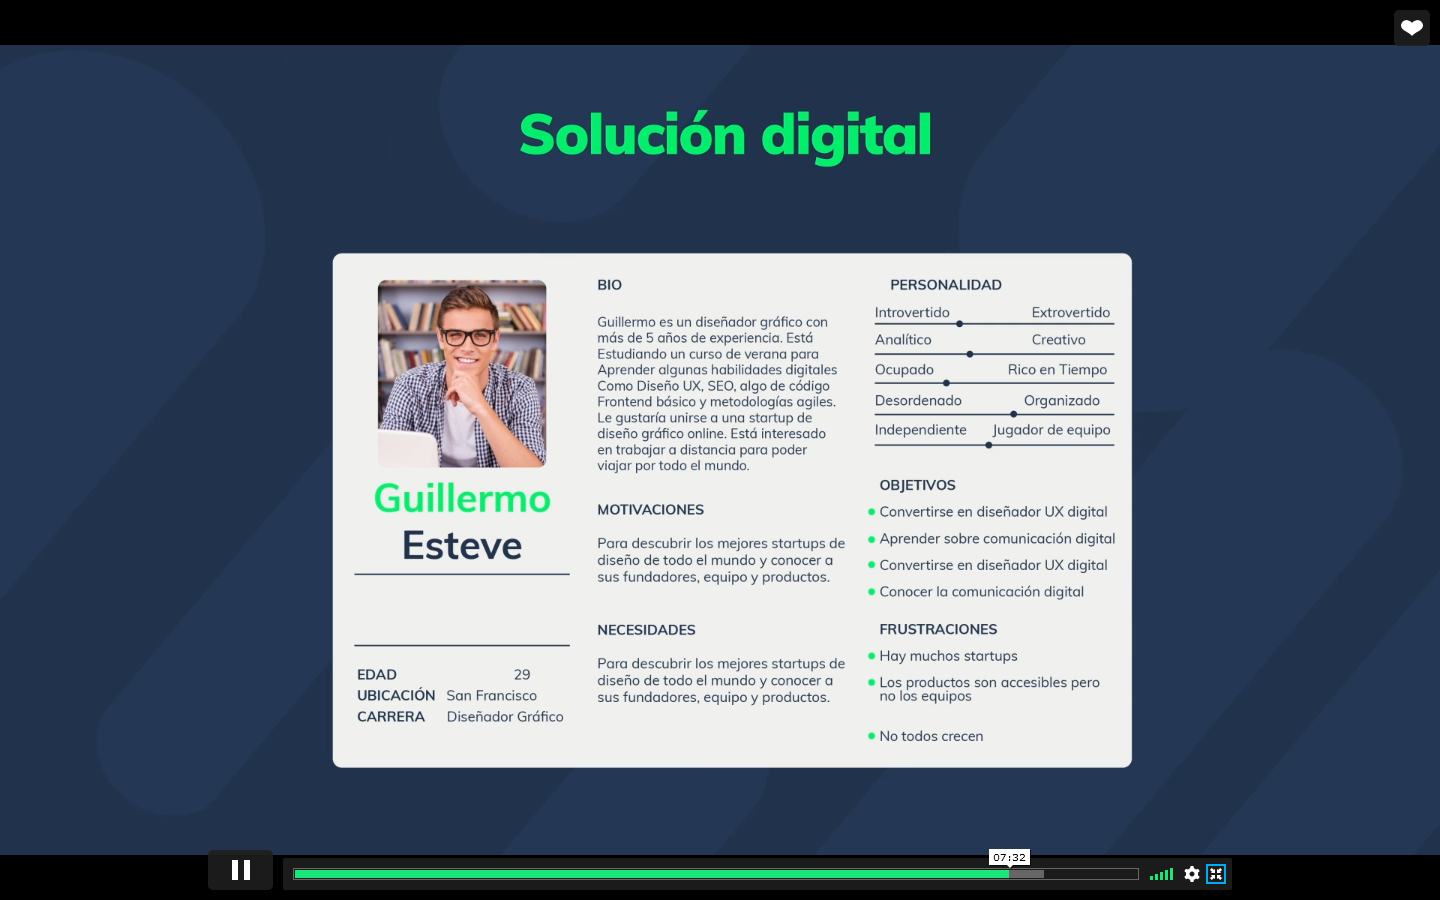 Solución digital
Guillermo
Esteve
EDAD 29
UBICACIÓN San Francisco
CARRERA Diseñador Gráfico
BIO
Guillermo es un diseñador gráfico con
más de 5 años de experiencia. Está
Estudiando un curso de verana para
Aprender algunas habilidades digitales
Como Diseño UX, SEO, algo de código
Frontend básico y metodologías agiles.
Le gustaría unirse a una startup de
diseño gráfico online. Está interesado
en trabajar a distancia para poder
viajar por todo el mundo.
MOTIVACIONES
Para descubrir los mejores startups de
diseño de todo el mundo y conocer a
sus fundadores, equipo y productos.
NECESIDADES
Para descubrir los mejores startups de
diseño de todo el mundo y conocer a
sus fundadores, equipo y productos.
PERSONALIDAD
Introvertido Extrovertido
Analítico Creativo
Ocupado Rico en Tiempo
Desordenado Organizado
Independiente Jugador de equipo
OBJETIVOS
Convertirse en diseñador UX digital
Aprender sobre comunicación digital
Convertirse en diseñador UX digital
Conocer la comunicación digital
FRUSTRACIONES
Hay muchos startups
Los productos son accesibles pero
no los equipos
No todos crecen
07:32